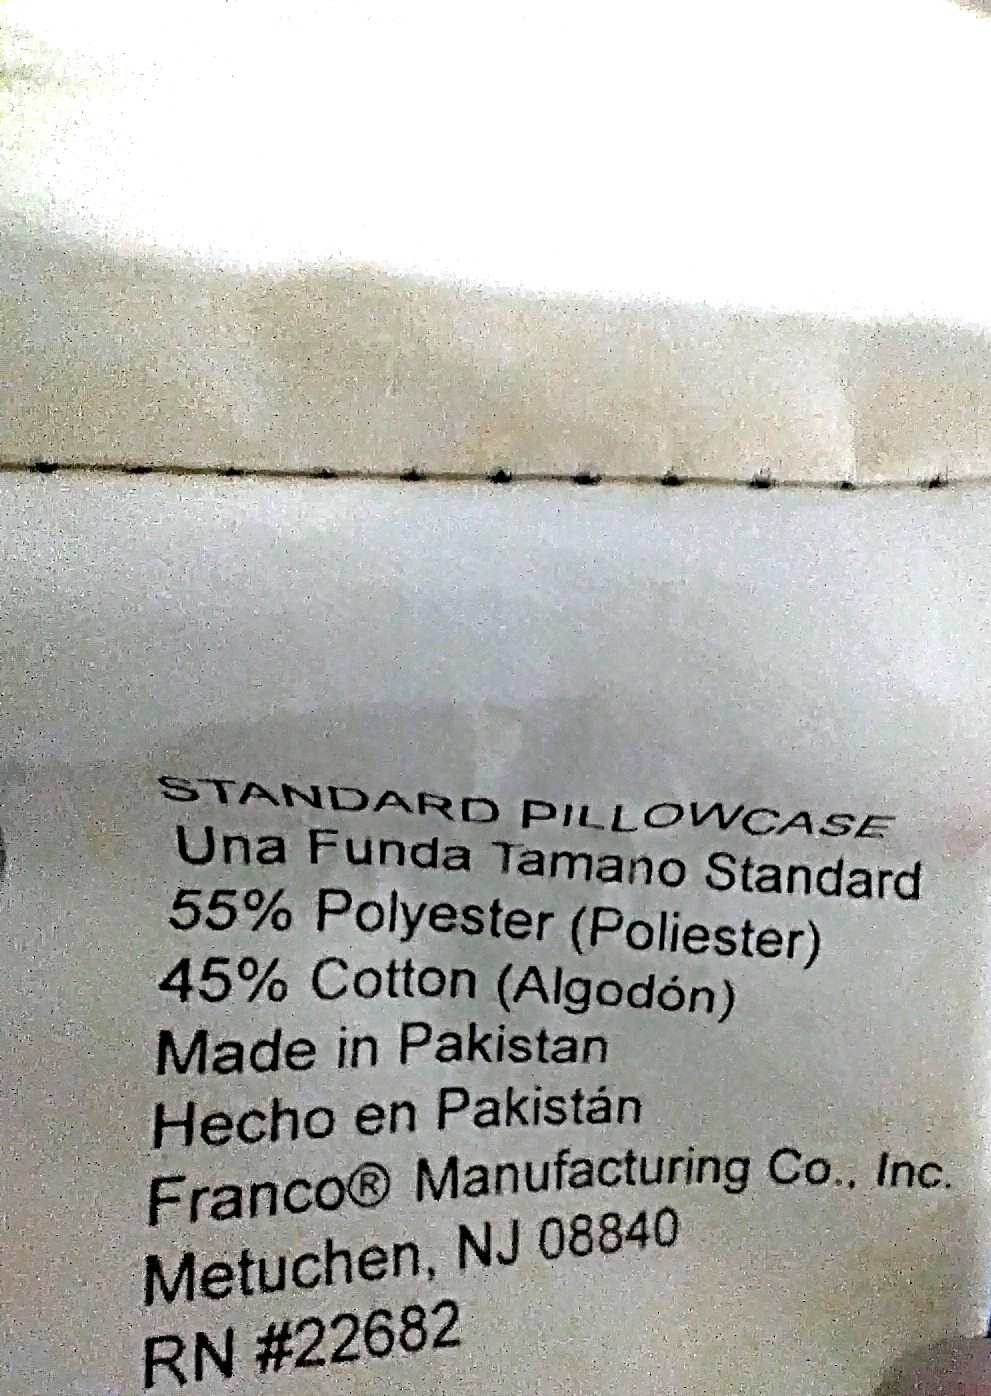 STANDARD PILLOWCASE
Una Funda Tamano Standard
55% Polyester (Poliester)
45% Cotton (Algodón)
Made in Pakistan
Hecho en Pakistán
Franco® Manufacturing Co., Inc.
Metuchen, NJ 08840
RN #22682